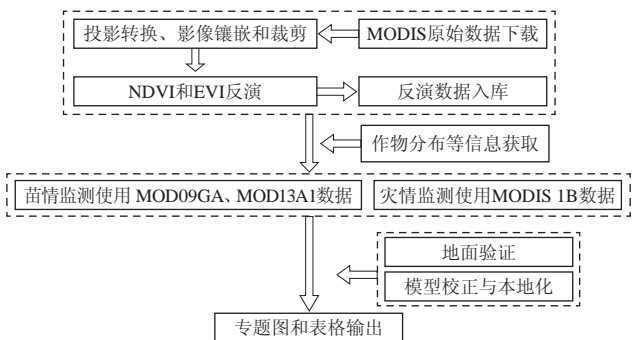 投影转换、影像镶嵌和裁剪
MODIS原始数据下载
NDVI和EVI反演
反演数据入库
作物分布等信息获取
苗情监测使用 MOD09GA、MOD13A1数据
灾情监测使用MODIS 1B数据
地面验证
模型校正与本地化
专题图和表格输出